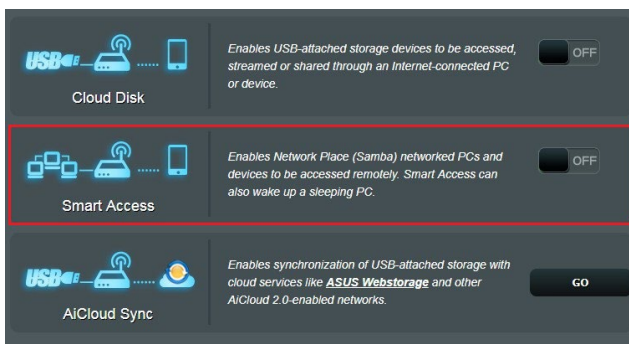 USB
Cloud Disk
Enables USB-attached storage devices to be accessed,
streamed or shared through an Internet-connected PC
or device.
OFF
Smart Access
Enables Network Place (Samba) networked PCs and
devices to be accessed remotely. Smart Access can
also wake up a sleeping PC.
OFF
USB
AiCloud Sync
Enables synchronization of USB-attached storage with
cloud services like ASUS Webstorage and other
AiCloud 2.0-enabled networks.
GO